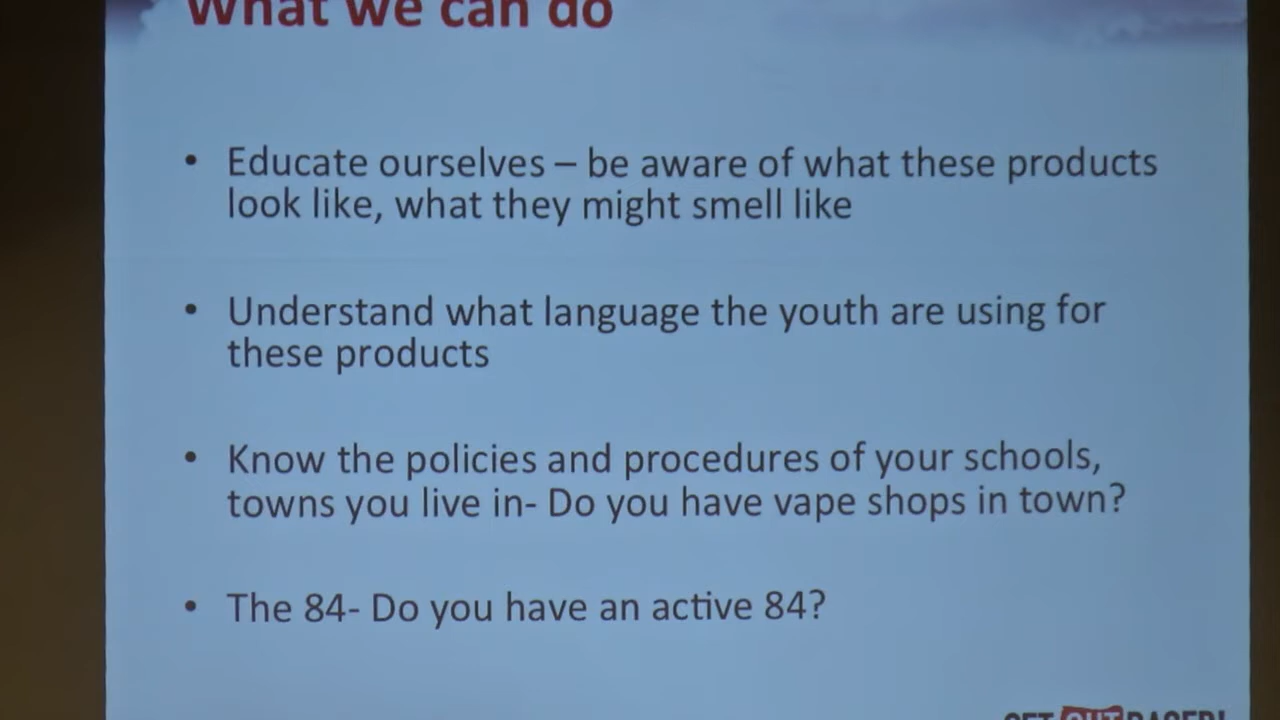 What we can do
• Educate ourselves – be aware of what these products
look like, what they might smell like
• Understand what language the youth are using for
these products
• Know the policies and procedures of your schools,
towns you live in- Do you have vape shops in town?
• The 84- Do you have an active 84?
GET OUTRAGED!